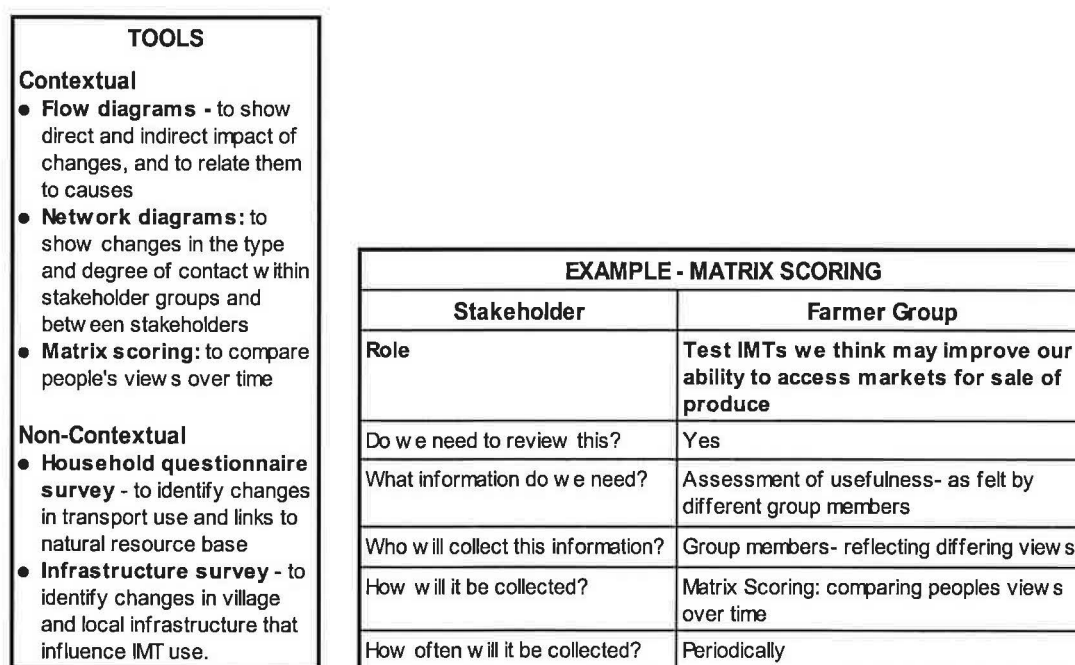 TOOLS
Contextual
● Flow diagrams - to show
direct and indirect impact of
changes, and to relate them
to causes
● Network diagrams: to
show changes in the type
and degree of contact within
stakeholder groups and
between stakeholders
● Matrix scoring: to compare
people's views over time
Non-Contextual
● Household questionnaire
survey - to identify changes
in transport use and links to
natural resource base
● Infrastructure survey - to
identify changes in village
and local infrastructure that
influence IMT use.
EXAMPLE - MATRIX SCORING
Stakeholder Farmer Group
Role Test IMTs we think may improve our
ability to access markets for sale of
produce
Do we need to review this? Yes
What information do we need? Assessment of usefulness- as felt by
different group members
Who will collect this information? Group members- reflecting differing views
How will it be collected? Matrix Scoring: comparing peoples views
over time
How often will it be collected? Periodically